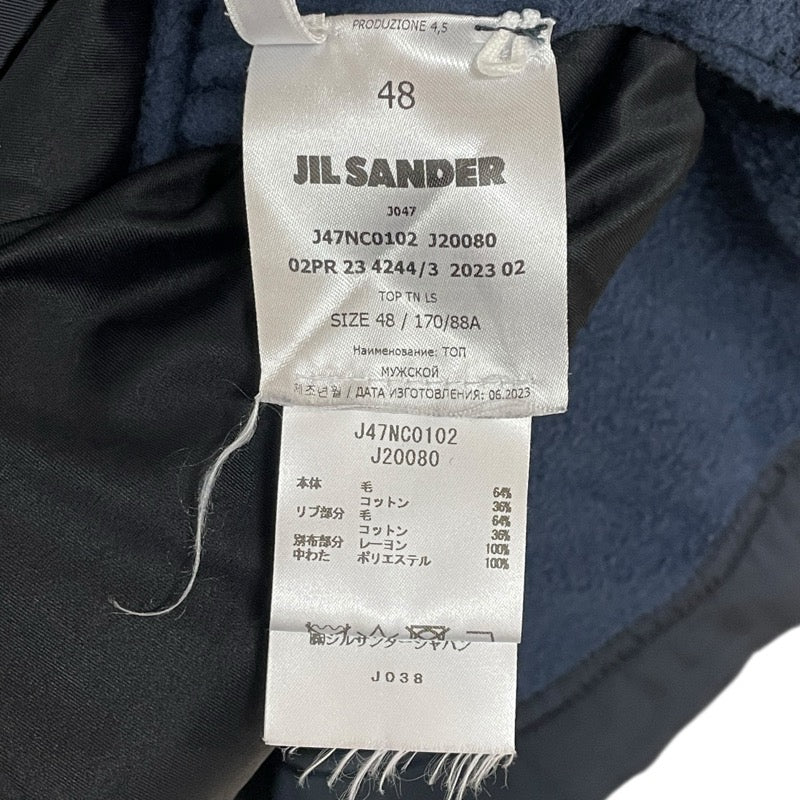 PRODUZIONE 4,5
48
JIL SANDER
J047
J47NC0102 J20080
02PR 23 4244/3 2023 02
TOP TN LS
SIZE 48 / 170/88A
Наименование: ТОП
МУЖСКОЙ
제조년월 / ДАТА ИЗГОТОВЛЕНИЯ: 06.2023
J47NC0102
J20080
本体 毛 64%
コットン 36%
リブ部分 毛 64%
コットン 36%
別布部分 レーヨン 100%
中わた ポリエステル 100%
㈱ジルサンダージャパン
J038